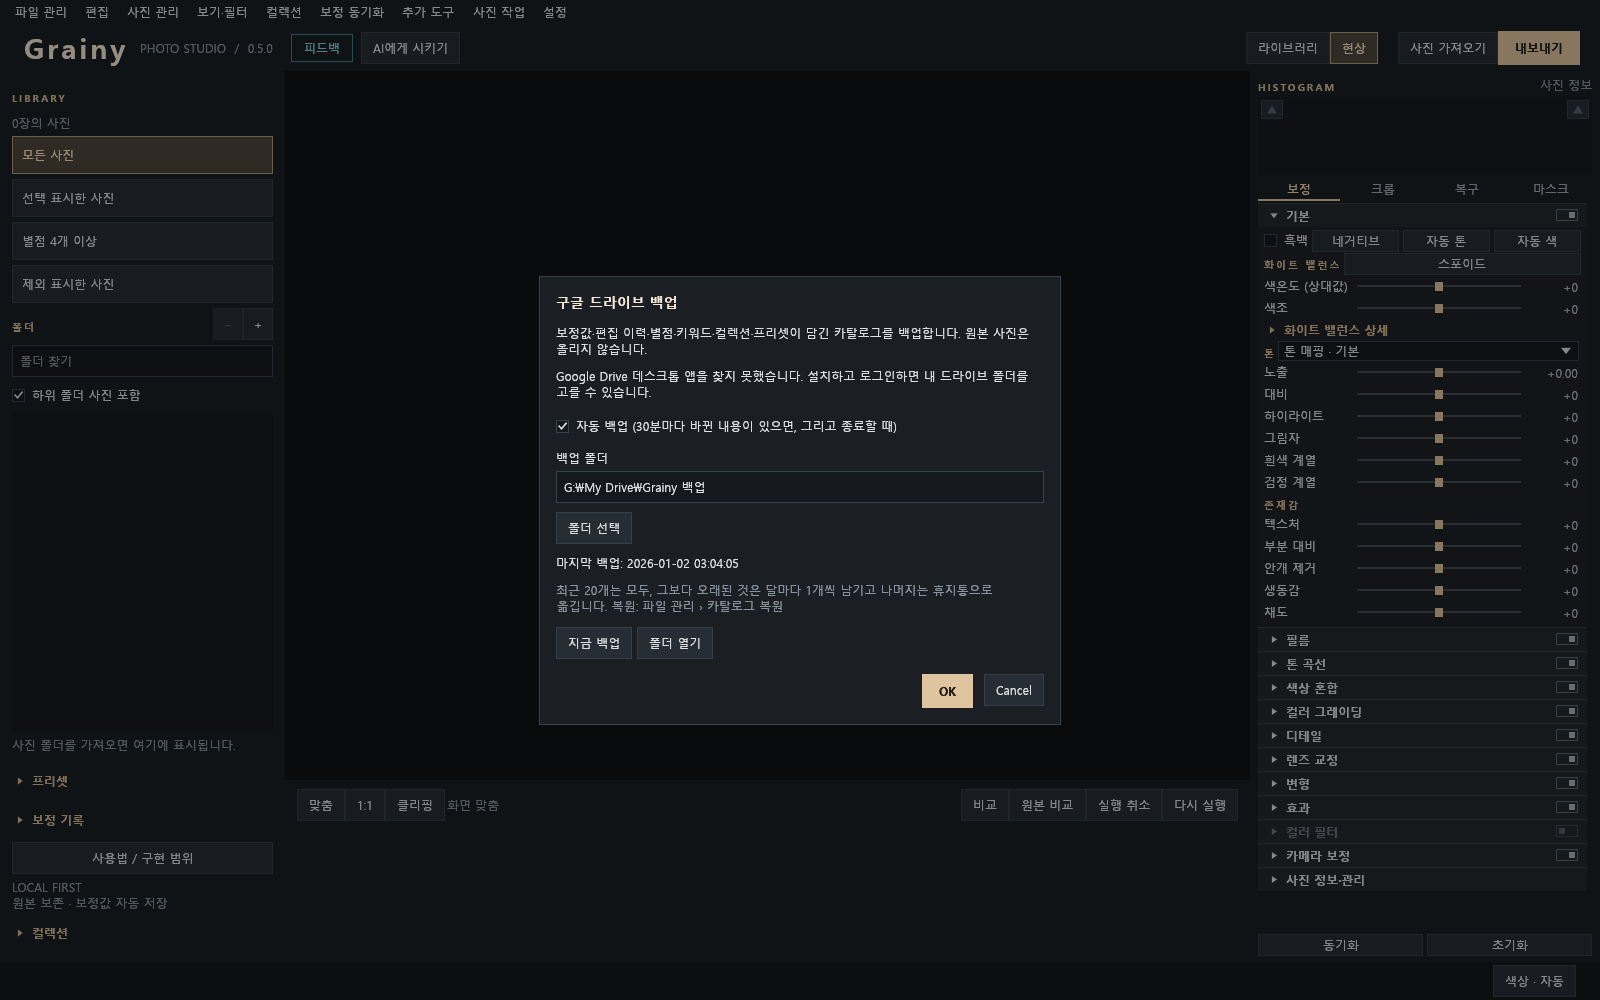 파일 관리 편집 사진 관리 보기·필터 컬렉션 보정 동기화 추가 도구 사진 작업 설정
Grainy PHOTO STUDIO / 0.5.0 피드백 AI에게 시키기 라이브러리 현상 사진 가져오기 내보내기
LIBRARY
0장의 사진
모든 사진
선택 표시한 사진
별점 4개 이상
제외 표시한 사진
폴더 − +
폴더 찾기
하위 폴더 사진 포함
사진 폴더를 가져오면 여기에 표시됩니다.
프리셋
보정 기록
사용법 / 구현 범위
LOCAL FIRST
원본 보존 · 보정값 자동 저장
컬렉션
구글 드라이브 백업
보정값·편집 이력·별점·키워드·컬렉션·프리셋이 담긴 카탈로그를 백업합니다. 원본 사진은
올리지 않습니다.
Google Drive 데스크톱 앱을 찾지 못했습니다. 설치하고 로그인하면 내 드라이브 폴더를
고를 수 있습니다.
자동 백업 (30분마다 바뀐 내용이 있으면, 그리고 종료할 때)
백업 폴더
G:₩My Drive₩Grainy 백업
폴더 선택
마지막 백업: 2026-01-02 03:04:05
최근 20개는 모두, 그보다 오래된 것은 달마다 1개씩 남기고 나머지는 휴지통으로
옮깁니다. 복원: 파일 관리 › 카탈로그 복원
지금 백업 폴더 열기
OK Cancel
맞춤 1:1 클리핑 화면 맞춤 비교 원본 비교 실행 취소 다시 실행
HISTOGRAM 사진 정보
보정 크롭 복구 마스크
기본
흑백 네거티브 자동 톤 자동 색
화이트 밸런스 스포이드
색온도 (상대값) +0
색조 +0
화이트 밸런스 상세
톤 톤 매핑 · 기본
노출 +0.00
대비 +0
하이라이트 +0
그림자 +0
흰색 계열 +0
검정 계열 +0
존재감
텍스처 +0
부분 대비 +0
안개 제거 +0
생동감 +0
채도 +0
필름
톤 곡선
색상 혼합
컬러 그레이딩
디테일
렌즈 교정
변형
효과
컬러 필터
카메라 보정
사진 정보·관리
동기화 초기화
색상 · 자동